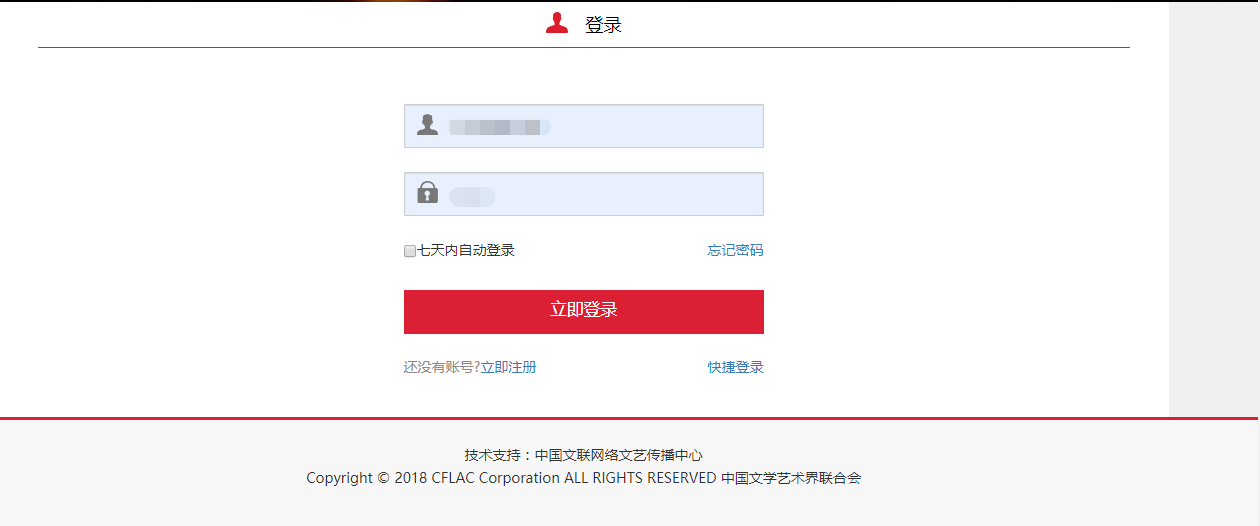 登录
七天内自动登录 忘记密码
立即登录
还没有账号?立即注册 快捷登录
技术支持：中国文联网络文艺传播中心
Copyright © 2018 CFLAC Corporation ALL RIGHTS RESERVED 中国文学艺术界联合会